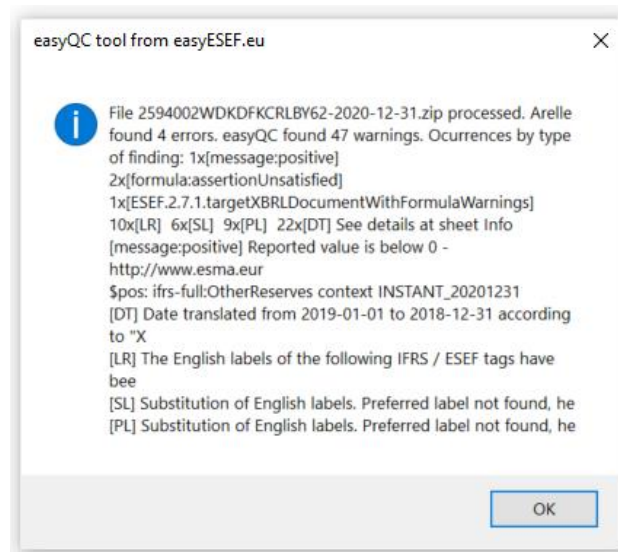 easyQC tool from easyESEF.eu
File 2594002WDKDFKCRLBY62-2020-12-31.zip processed. Arelle
found 4 errors. easyQC found 47 warnings. Ocurrences by type
of finding: 1x[message:positive]
2x[formula:assertionUnsatisfied]
1x[ESEF.2.7.1.targetXBRLDocumentWithFormulaWarnings]
10x[LR] 6x[SL] 9x[PL] 22x[DT] See details at sheet Info
[message:positive] Reported value is below 0 -
http://www.esma.eur
$pos: ifrs-full:OtherReserves context INSTANT_20201231
[DT] Date translated from 2019-01-01 to 2018-12-31 according
to "X
[LR] The English labels of the following IFRS / ESEF tags have
bee
[SL] Substitution of English labels. Preferred label not found, he
[PL] Substitution of English labels. Preferred label not found, he
OK